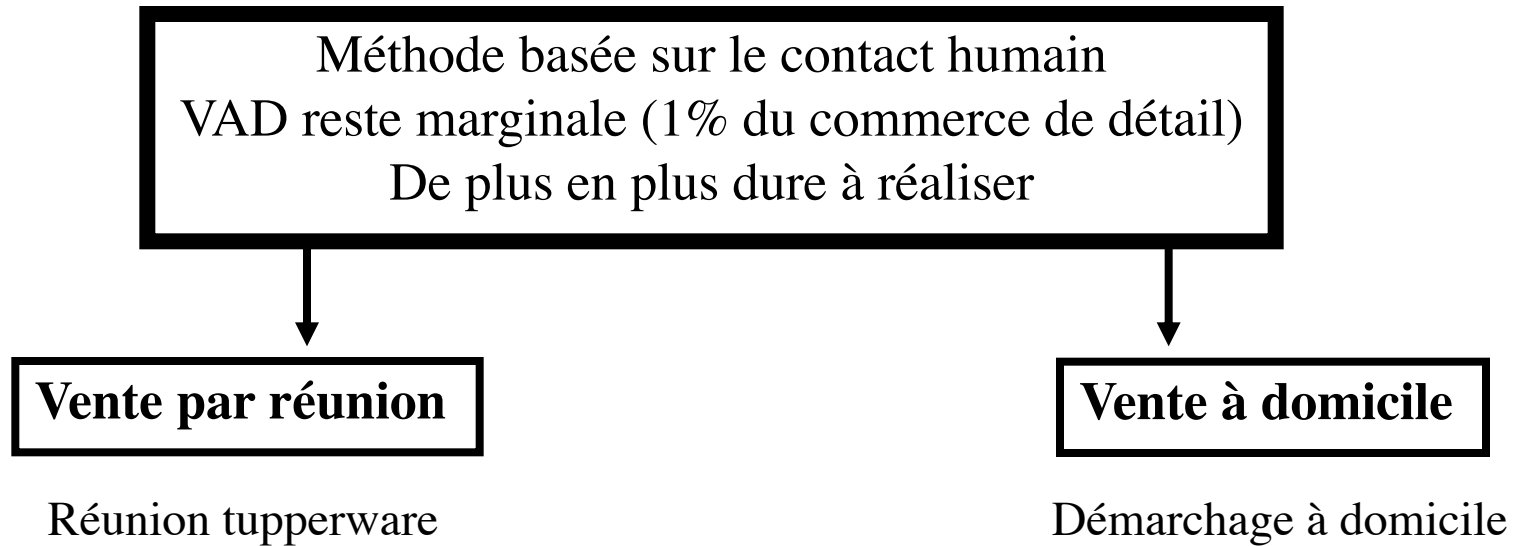 Méthode basée sur le contact humain
VAD reste marginale (1% du commerce de détail)
De plus en plus dure à réaliser
Vente par réunion
Vente à domicile
Réunion tupperware
Démarchage à domicile